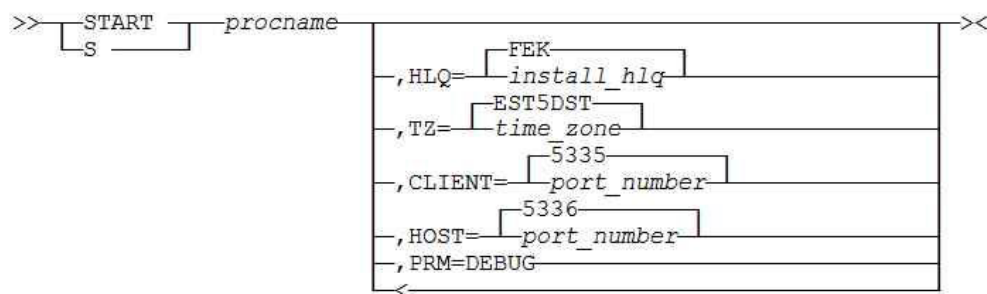 >> START procname ><
S
FEK
,HLQ= install_hlq
EST5DST
,TZ= time_zone
5335
,CLIENT= port_number
5336
,HOST= port_number
,PRM=DEBUG
<